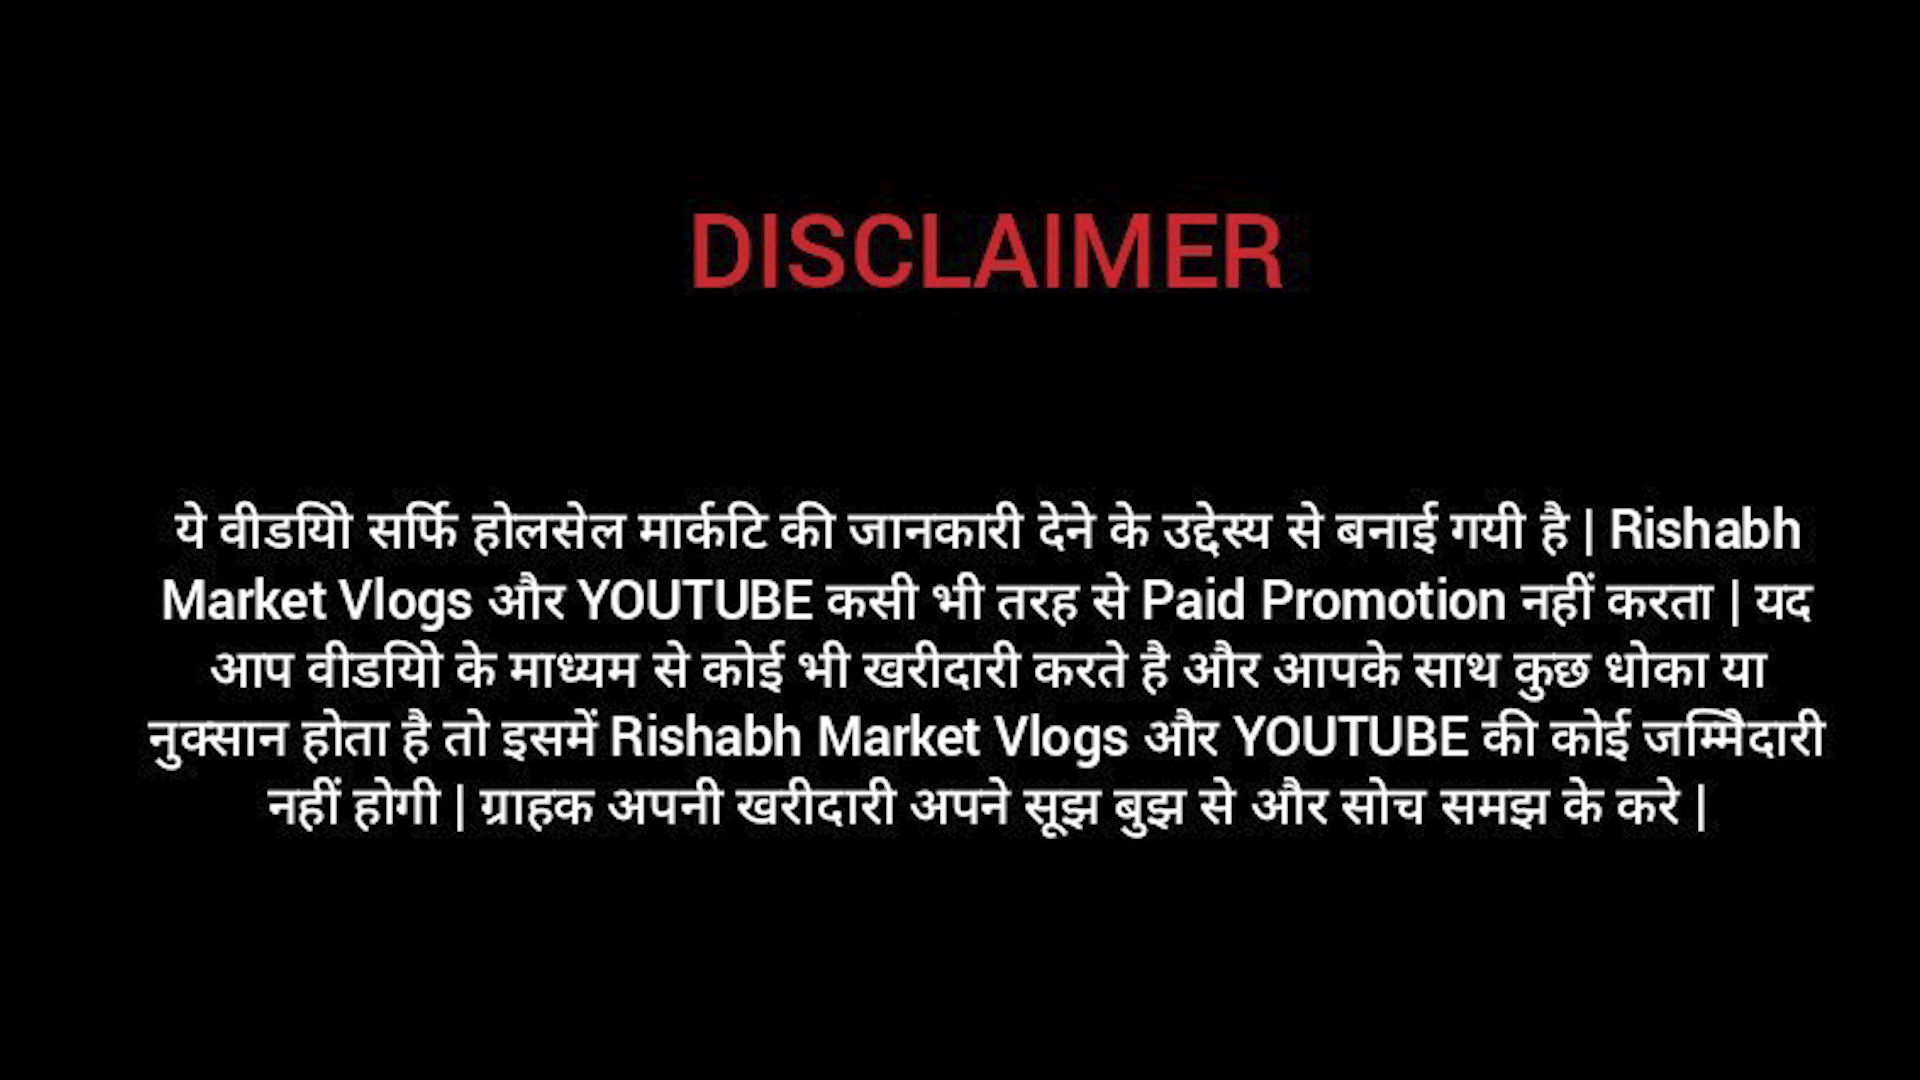 DISCLAIMER
ये वीडयिो सर्फि होलसेल मार्कटि की जानकारी देने के उद्देस्य से बनाई गयी है | Rishabh
Market Vlogs और YOUTUBE कसी भी तरह से Paid Promotion नहीं करता | यद
आप वीडयिो के माध्यम से कोई भी खरीदारी करते है और आपके साथ कुछ धोका या
नुक्सान होता है तो इसमें Rishabh Market Vlogs और YOUTUBE की कोई जम्मिेदारी
नहीं होगी | ग्राहक अपनी खरीदारी अपने सूझ बुझ से और सोच समझ के करे |